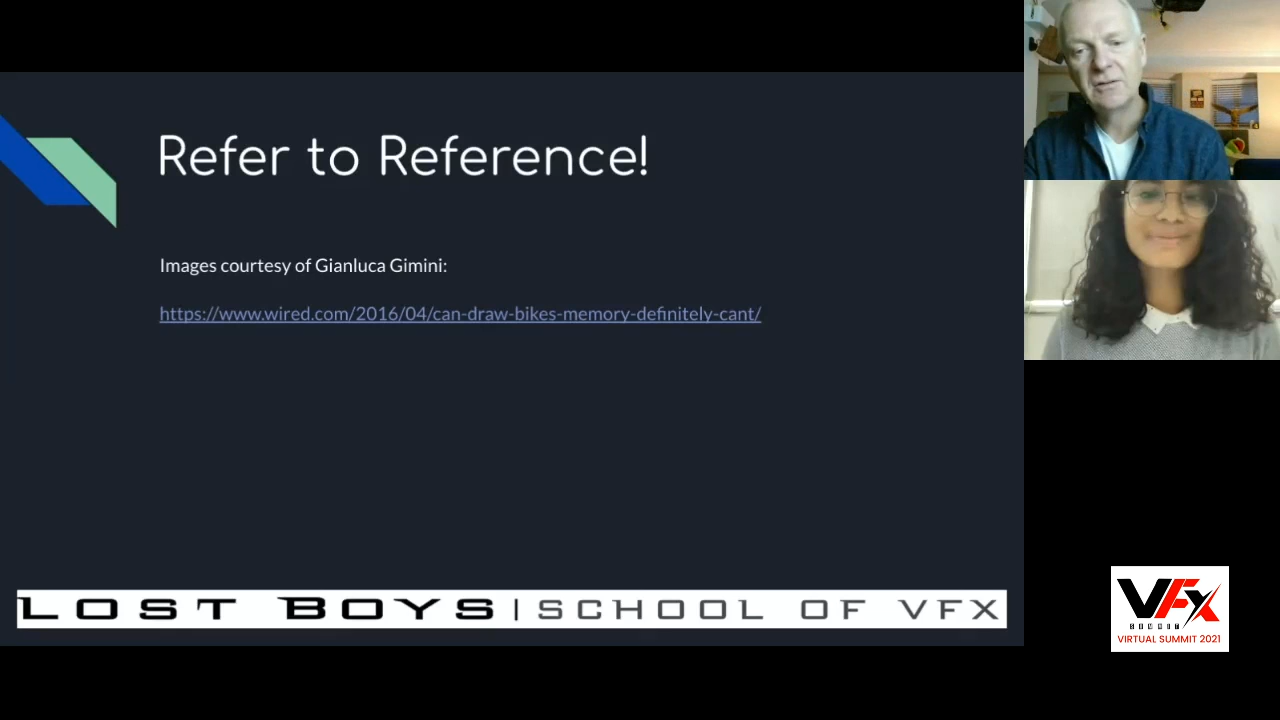 Refer to Reference!
Images courtesy of Gianluca Gimini:
https://www.wired.com/2016/04/can-draw-bikes-memory-definitely-cant/
LOST BOYS | SCHOOL OF VFX
VFX
SUMMIT
VIRTUAL SUMMIT 2021